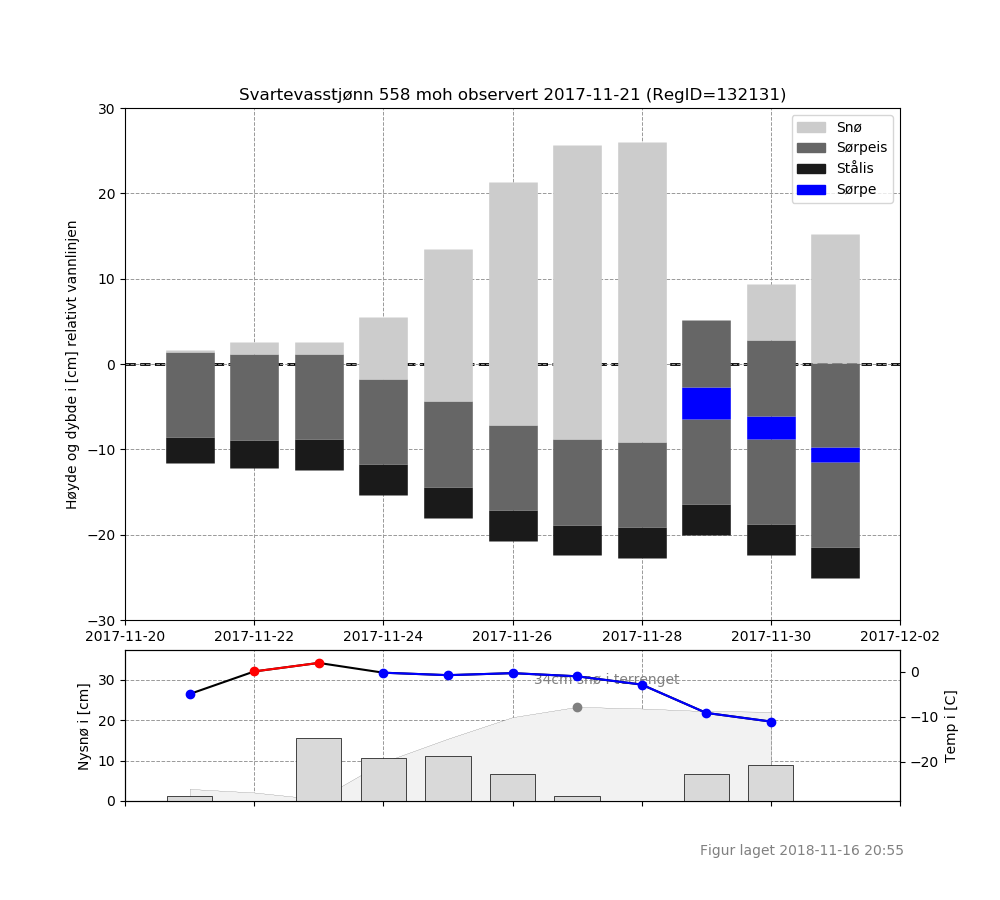 Svartevasstjønn 558 moh observert 2017-11-21 (RegID=132131)
Snø
Sørpeis
Stålis
Sørpe
Høyde og dybde i [cm] relativt vannlinjen
30
20
10
0
−10
−20
−30
2017-11-20
2017-11-22
2017-11-24
2017-11-26
2017-11-28
2017-11-30
2017-12-02
34cm snø i terrenget
Nysnø i [cm]
30
20
10
0
0
−10
−20
Temp i [C]
Figur laget 2018-11-16 20:55